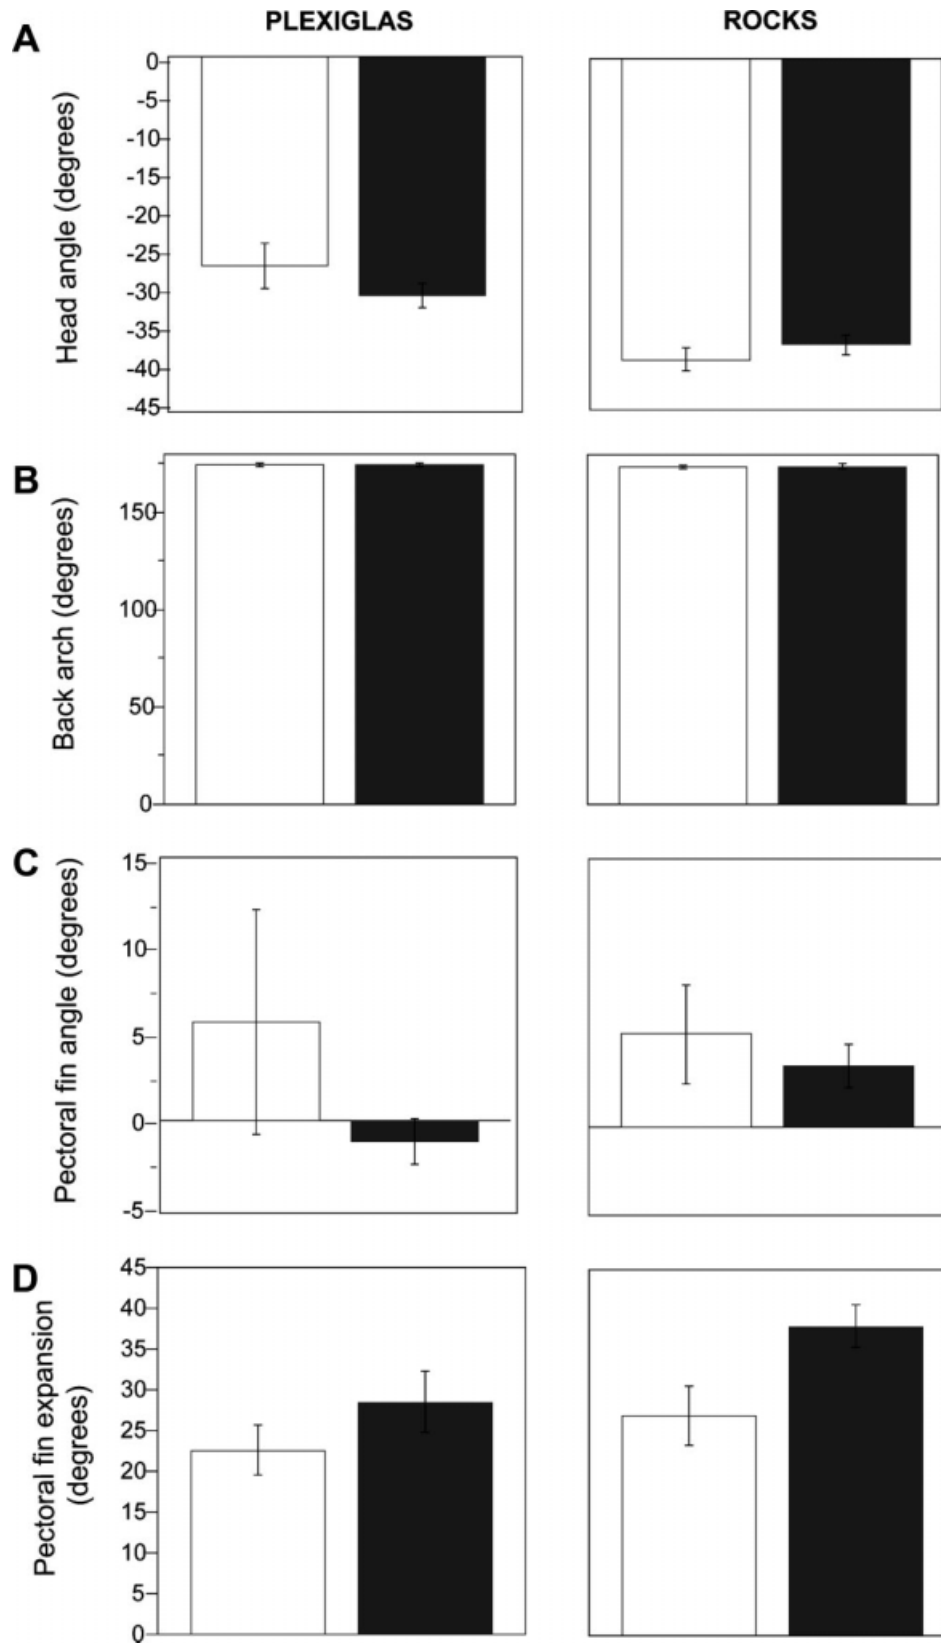 PLEXIGLAS ROCKS
A
Head angle (degrees)
0
-5
-10
-15
-20
-25
-30
-35
-40
-45
B
Back arch (degrees)
150
100
50
0
C
Pectoral fin angle (degrees)
15
10
5
0
-5
D
Pectoral fin expansion
(degrees)
45
40
35
30
25
20
15
10
5
0